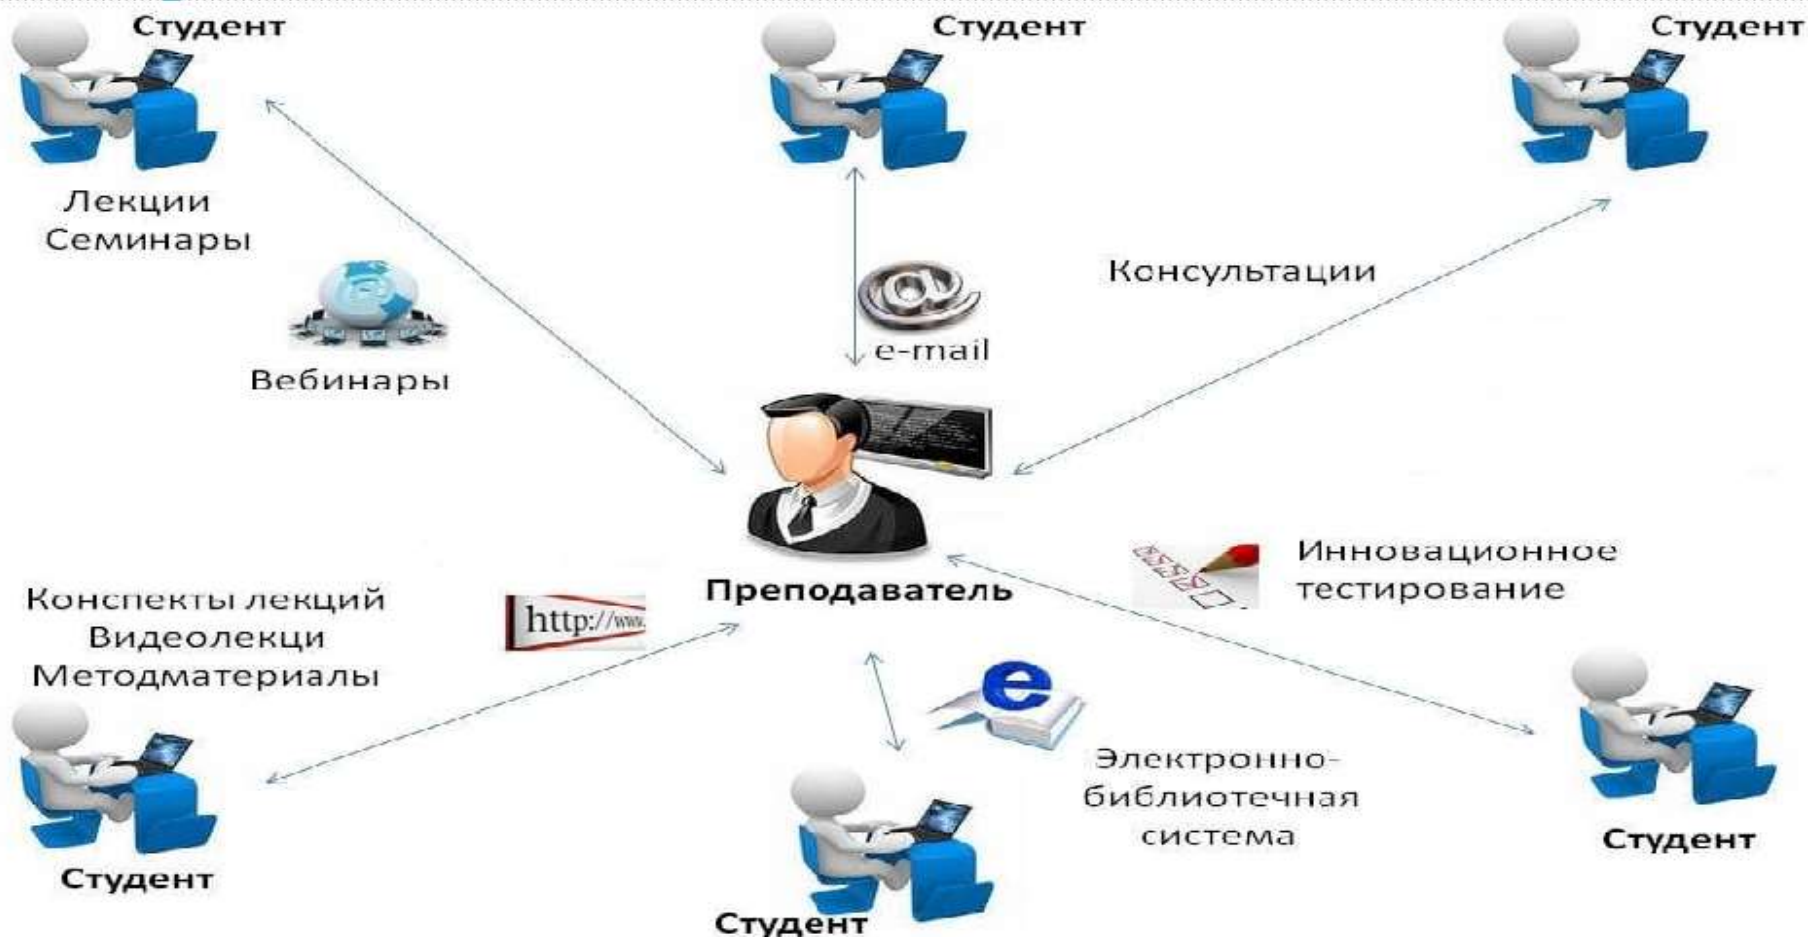 Студент
Студент
Студент
Лекции
Семинары
Консультации
e-mail
Вебинары
Инновационное
тестирование
Преподаватель
Конспекты лекций
Видеолекци
Методматериалы
http://www.
Электронно-
библиотечная
система
Студент
Студент
Студент